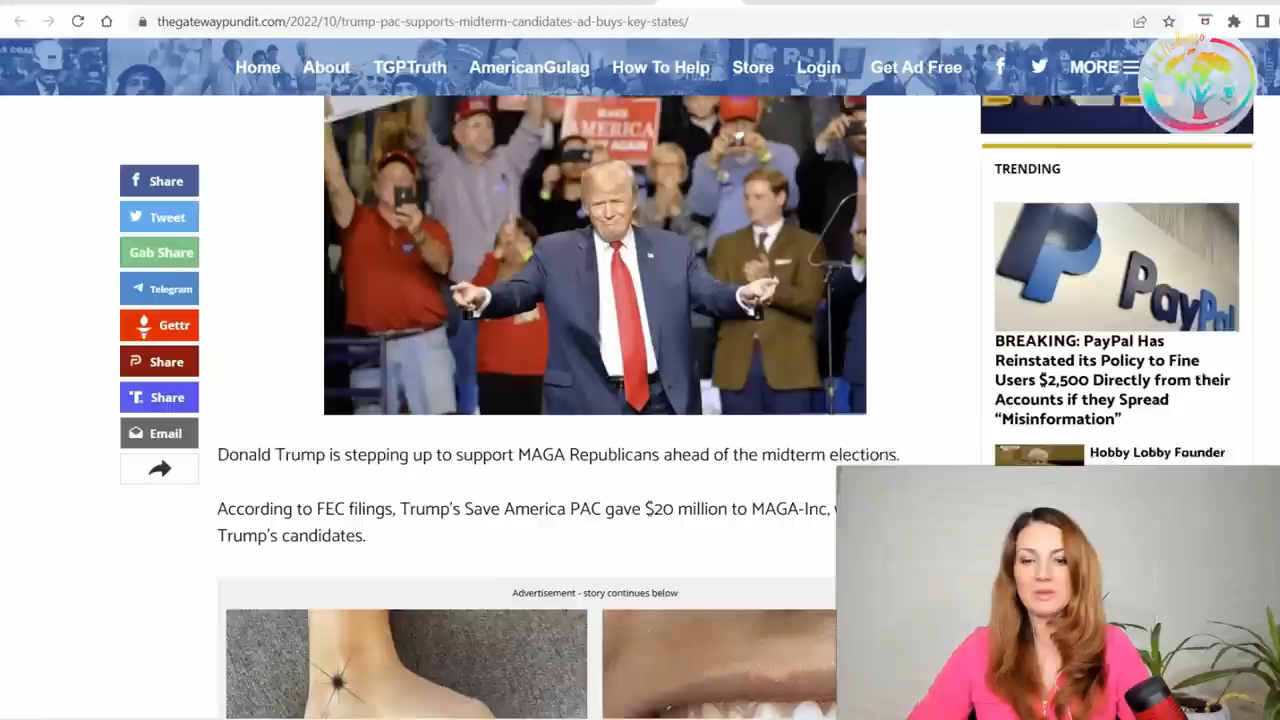 thegatewaypundit.com/2022/10/trump-pac-supports-midterm-candidates-ad-buys-key-states/
Home About TGPTruth AmericanGulag How To Help Store Login Get Ad Free MORE
AMERICA
Share
Tweet
Gab Share
Telegram
Gettr
Share
Share
Email
Donald Trump is stepping up to support MAGA Republicans ahead of the midterm elections.
According to FEC filings, Trump's Save America PAC gave $20 million to MAGA-Inc,
Trump's candidates.
Advertisement - story continues below
TRENDING
PayPal
BREAKING: PayPal Has
Reinstated its Policy to Fine
Users $2,500 Directly from their
Accounts if they Spread
“Misinformation”
Hobby Lobby Founder